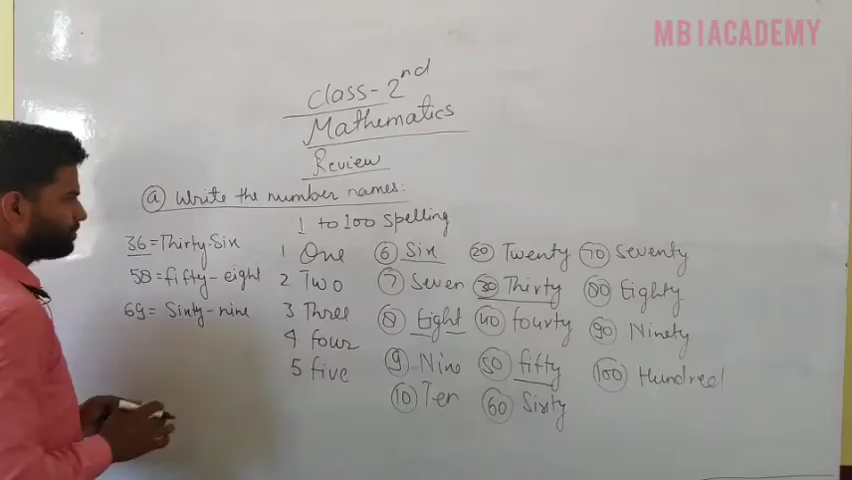 MBIACADEMY
Class-2nd
Mathematics
Review
(a) Write the number names:
1 to 100 spelling
36=Thirty-Six
58=fifty-eight
69=Sixty-nine
1 One
2 Two
3 Three
4 four
5 five
6 Six
7 Seven
8 Eight
9 Nine
10 Ten
20 Twenty
30 Thirty
40 fourty
50 fifty
60 Sixty
70 Seventy
80 Eighty
90 Ninety
100 Hundred